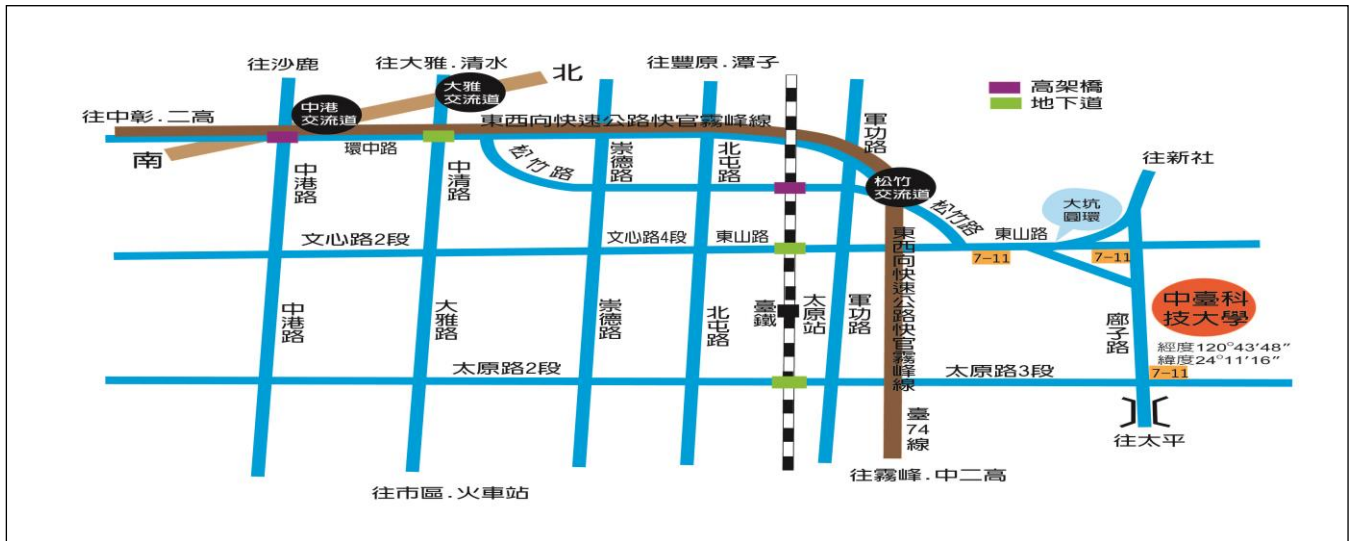 往沙鹿
往大雅.清水
北
往豐原.潭子
高架橋
地下道
大雅
交流道
中港
交流道
往中彰.二高
東西向快速公路快官霧峰線
軍功路
南
環中路
中港路
中清路
松竹路
崇德路
北屯路
往新社
松竹
交流道
松竹路
大坑
圓環
文心路2段
文心路4段
東山路
東山路
7-11
7-11
東西向快速公路快官霧峰線
中港路
大雅路
崇德路
北屯路
臺鐵
太原站
軍功路
廍子路
中臺科
技大學
經度120°43'48"
緯度24°11'16"
7-11
太原路2段
太原路3段
臺74線
往太平
往霧峰.中二高
往市區.火車站